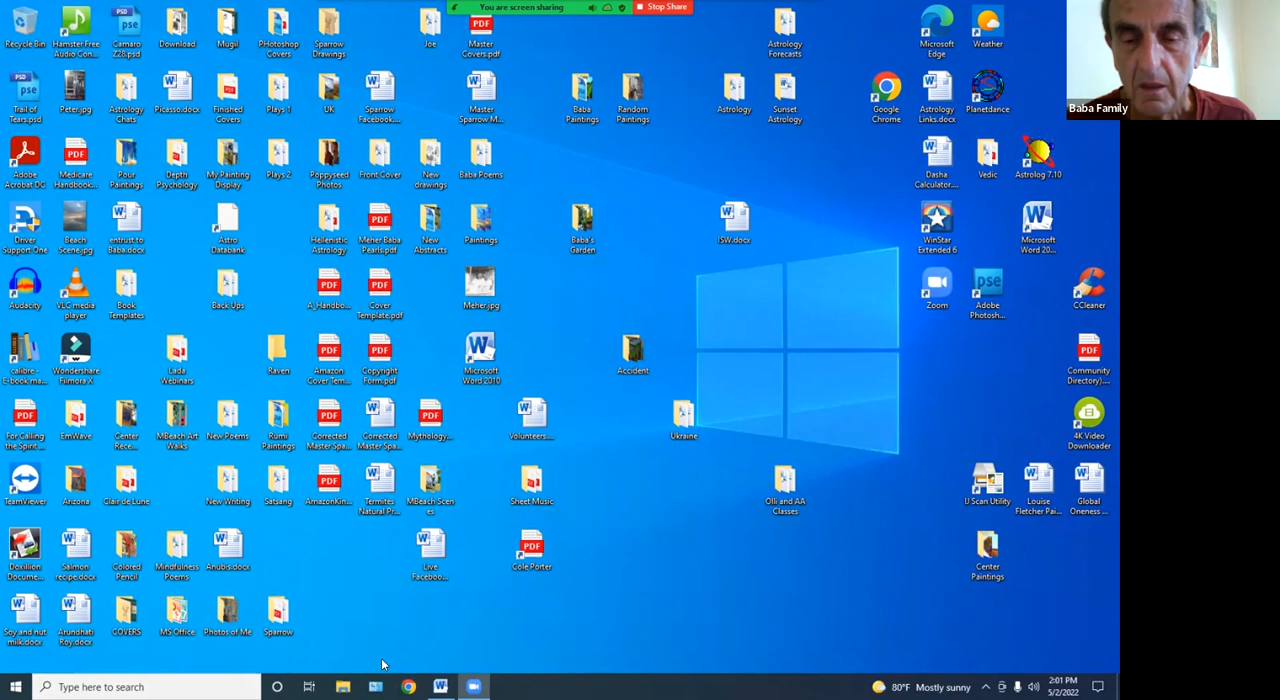 You are screen sharing
Stop Share
Baba Family
Recycle Bin
Hamster Free Audio Con...
Camaro Z28.psd
Download
Mugil
PHotoshop Covers
Sparrow Drawings
Joe
Master Covers.pdf
Astrology Forecasts
Microsoft Edge
Weather
Trail of Tears.psd
Peter.jpg
Astrology Chats
Picasso.docx
Finished Covers
Plays 1
UK
Sparrow Facebook...
Master Sparrow M...
Baba Paintings
Random Paintings
Astrology
Sunset Astrology
Google Chrome
Astrology Links.docx
Planetdance
Adobe Acrobat DC
Medicare Handbook...
Pour Paintings
Depth Psychology
My Painting Display
Plays 2
Poppyseed Photos
Front Cover
New drawings
Baba Poems
Dasha Calculator....
Vedic
Astrolog 7.10
Driver Support One
Beach Scene.jpg
entrust to Baba.docx
Astro Databank
Hellenistic Astrology
Meher Baba Pearls.pdf
New Abstracts
Paintings
Baba's Garden
ISW.docx
WinStar Extended 6
Microsoft Word 20...
Audacity
VLC media player
Book Templates
Back Ups
A_Handbo...
Cover Template.pdf
Meher.jpg
Zoom
Adobe Photosh...
CCleaner
calibre - E-book ma...
Wondershare Filmora X
Lada Webinars
Raven
Amazon Cover Tem...
Copyright Form.pdf
Microsoft Word 2010
Accident
Community Directory)....
For Calling the Spirit...
EmWave
Center Rece...
MBeach Art Walks
New Poems
Rumi Paintings
Corrected Master Spa...
Corrected Master Spa...
Mythology...
Volunteers....
Ukraine
4K Video Downloader
TeamViewer
Arizona
Clair de Lune
New Writing
Satsang
AmazonKin...
Termites Natural Pr...
MBeach Scenes
Sheet Music
Olli and AA Classes
IJ Scan Utility
Louise Fletcher Pai...
Global Oneness ...
Doxillion Docume...
Salmon recipe.docx
Colored Pencil
Mindfulness Poems
Anubis.docx
Live Faceboo...
Cole Porter
Center Paintings
Soy and nut milk.docx
Arundhati Roy.docx
COVERS
MS Office
Photos of Me
Sparrow
Type here to search
80°F Mostly sunny
2:01 PM
5/2/2022